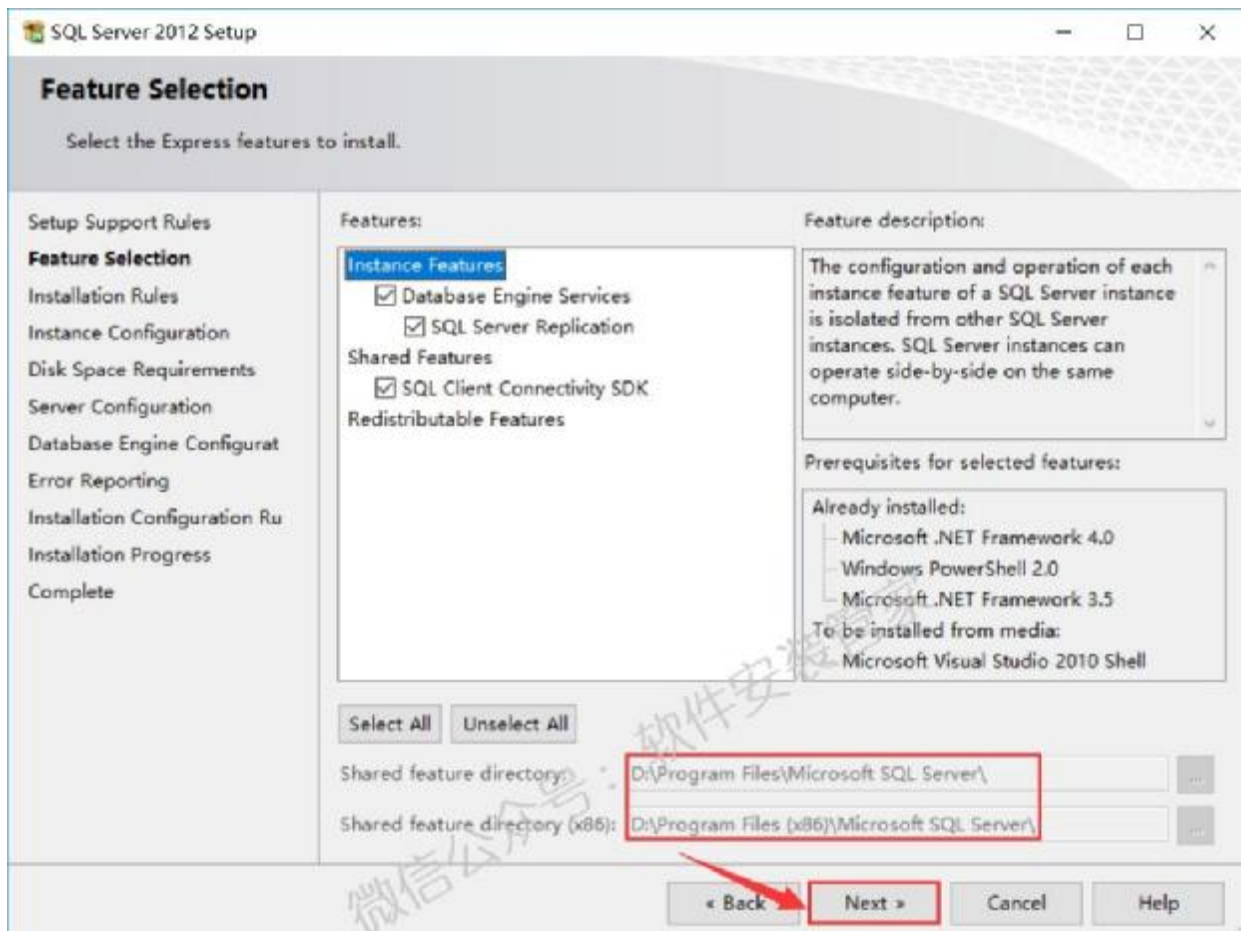 SQL Server 2012 Setup
Feature Selection
Select the Express features to install.
Setup Support Rules
Feature Selection
Installation Rules
Instance Configuration
Disk Space Requirements
Server Configuration
Database Engine Configurat
Error Reporting
Installation Configuration Ru
Installation Progress
Complete
Features:
Instance Features
Database Engine Services
SQL Server Replication
Shared Features
SQL Client Connectivity SDK
Redistributable Features
Feature description:
The configuration and operation of each
instance feature of a SQL Server instance
is isolated from other SQL Server
instances. SQL Server instances can
operate side-by-side on the same
computer.
Prerequisites for selected features:
Already installed:
Microsoft .NET Framework 4.0
Windows PowerShell 2.0
Microsoft .NET Framework 3.5
To be installed from media:
Microsoft Visual Studio 2010 Shell
Select All Unselect All
Shared feature directory: D:\Program Files\Microsoft SQL Server\
...
Shared feature directory (x86): D:\Program Files (x86)\Microsoft SQL Server\
...
微信公众号：软件安装管家
« Back Next » Cancel Help